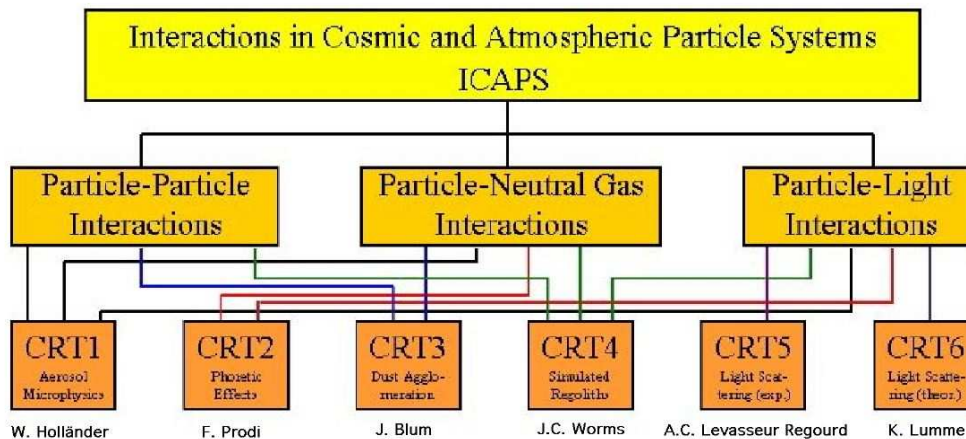 Interactions in Cosmic and Atmospheric Particle Systems
ICAPS
Particle-Particle
Interactions
Particle-Neutral Gas
Interactions
Particle-Light
Interactions
CRT1
Aerosol
Microphysics
CRT2
Phoretic
Effects
CRT3
Dust Agglo-
meration
CRT4
Simulated
Regoliths
CRT5
Light Scat-
tering (exp.)
CRT6
Light Scatte-
ring (theor.)
W. Holländer
F. Prodi
J. Blum
J.C. Worms
A.C. Levasseur Regourd
K. Lumme